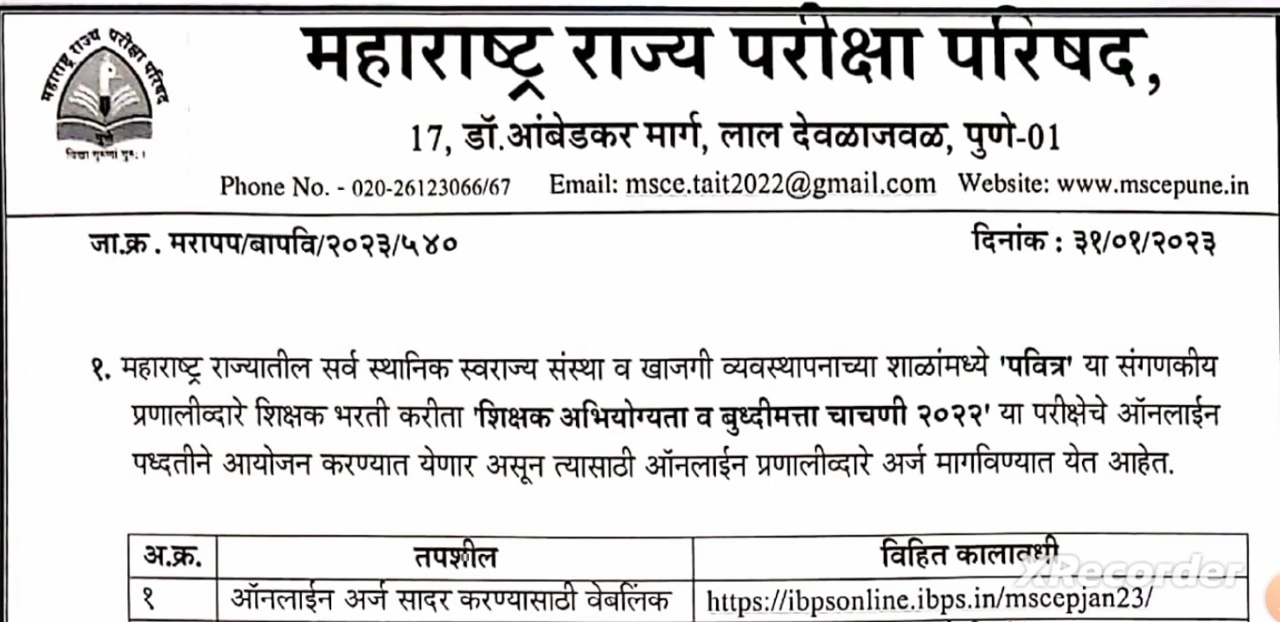 महाराष्ट्र राज्य परीक्षा परिषद
पुणे
महाराष्ट्र राज्य परीक्षा परिषद,
17, डॉ.आंबेडकर मार्ग, लाल देवळाजवळ, पुणे-01
Phone No. - 020-26123066/67 Email: msce.tait2022@gmail.com Website: www.mscepune.in
जा.क्र. मरापप/बापवि/२०२३/५४० दिनांक : ३१/०१/२०२३
१. महाराष्ट्र राज्यातील सर्व स्थानिक स्वराज्य संस्था व खाजगी व्यवस्थापनाच्या शाळांमध्ये 'पवित्र' या संगणकीय
प्रणालीव्दारे शिक्षक भरती करीता 'शिक्षक अभियोग्यता व बुध्दीमत्ता चाचणी २०२२' या परीक्षेचे ऑनलाईन
पध्दतीने आयोजन करण्यात येणार असून त्यासाठी ऑनलाईन प्रणालीव्दारे अर्ज मागविण्यात येत आहेत.
अ.क्र. तपशील विहित कालावधी
XRecorder
१ ऑनलाईन अर्ज सादर करण्यासाठी वेबलिंक https://ibpsonline.ibps.in/mscepjan23/